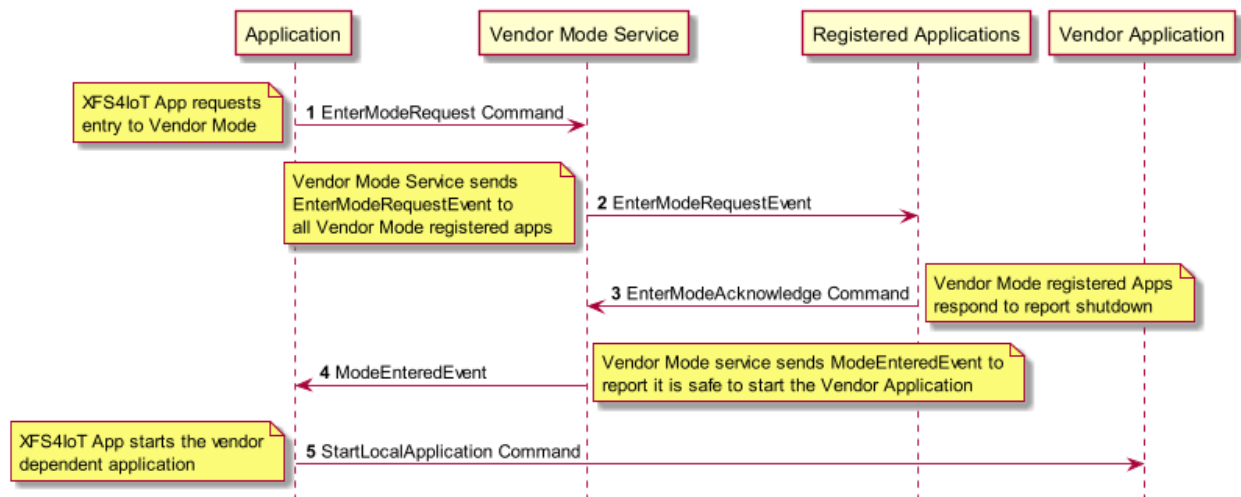 Application
Vendor Mode Service
Registered Applications
Vendor Application
XFS4IoT App requests
entry to Vendor Mode
1 EnterModeRequest Command
Vendor Mode Service sends
EnterModeRequestEvent to
all Vendor Mode registered apps
2 EnterModeRequestEvent
3 EnterModeAcknowledge Command
Vendor Mode registered Apps
respond to report shutdown
4 ModeEnteredEvent
Vendor Mode service sends ModeEnteredEvent to
report it is safe to start the Vendor Application
XFS4IoT App starts the vendor
dependent application
5 StartLocalApplication Command